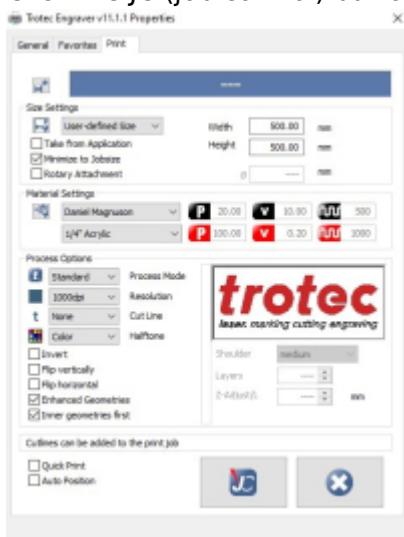 Trotec Engraver v11.1.1 Properties
General Favorites Print
----
Size Settings
User-defined Size Width 500.00 mm
Take from Application Height 500.00 mm
Minimize to Jobsize
Rotary Attachment Ø ---- mm
Material Settings
Daniel Magnuson P 20.00 v 10.00 500
1/4" Acrylic P 100.00 v 0.20 1000
Process Options
Standard Process Mode
1000dpi Resolution
t None Cut Line
Color Halftone
trotec
laser. marking cutting engraving
Invert
Flip vertically
Flip horizontal
Enhanced Geometries
Inner geometries first
Shoulder medium
Layers ----
Z-Adjust/L ---- mm
Cutlines can be added to the print job
Quick Print
Auto Position
JC